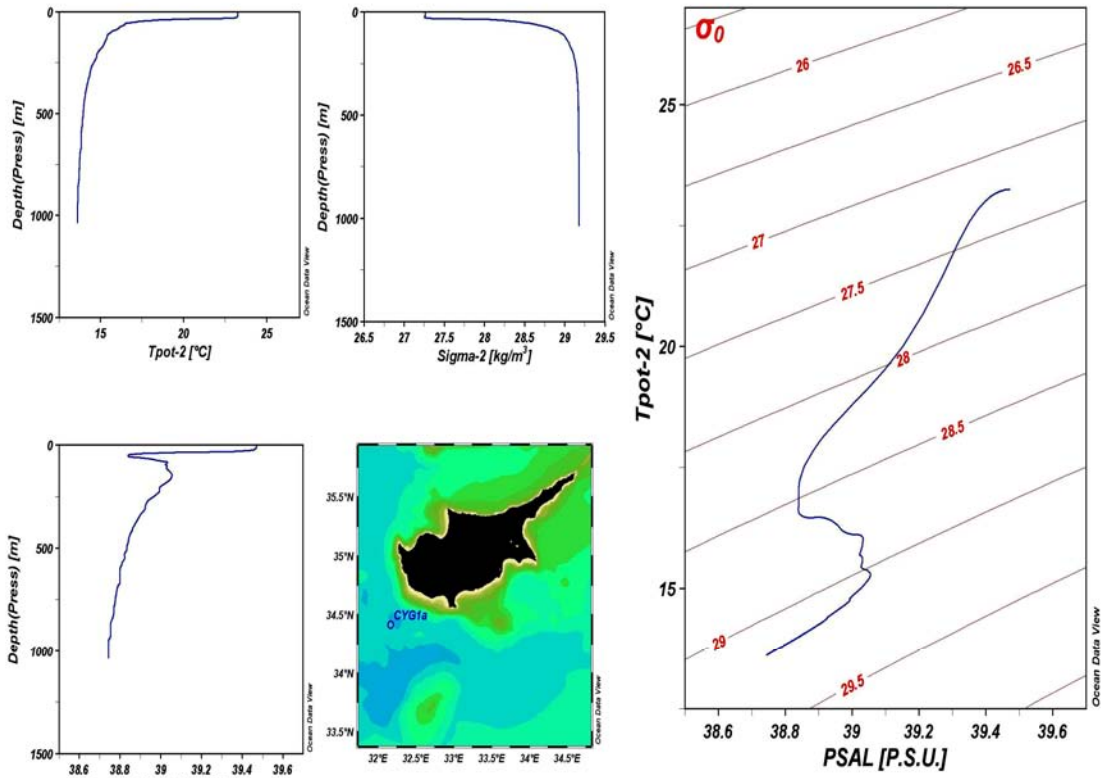 0
500
1000
1500
Depth(Press) [m]
15
20
25
Tpot-2 [ºC]
Ocean Data View
0
500
1000
1500
Depth(Press) [m]
26.5
27
27.5
28
28.5
29
29.5
Sigma-2 [kg/m³]
Ocean Data View
0
500
1000
1500
Depth(Press) [m]
38.6
38.8
39
39.2
39.4
39.6
Ocean Data View
35.5°N
35°N
34.5°N
34°N
33.5°N
CYG1a
32°E
32.5°E
33°E
33.5°E
34°E
34.5°E
Ocean Data View
σ0
26
26.5
27
27.5
28
28.5
29
29.5
25
20
15
Tpot-2 [°C]
38.6
38.8
39
39.2
39.4
39.6
PSAL [P.S.U.]
Ocean Data View